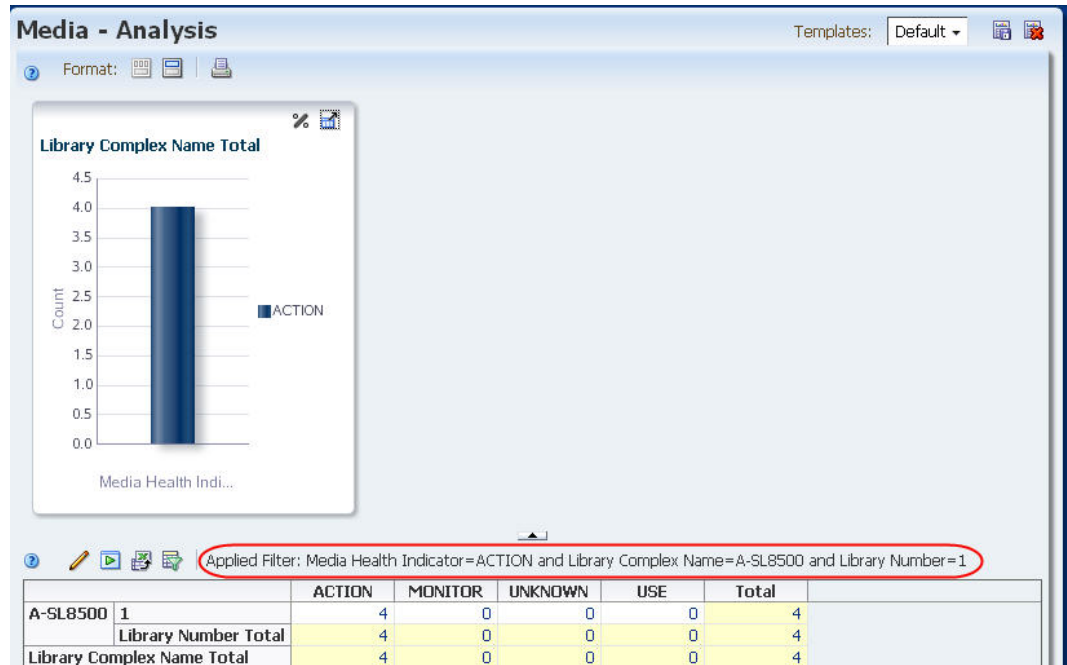 Media - Analysis
Templates: Default
Format:
Library Complex Name Total
4.5
4.0
3.5
3.0
2.5
2.0
1.5
1.0
0.5
0.0
Count
ACTION
Media Health Indi...
Applied Filter: Media Health Indicator=ACTION and Library Complex Name=A-SL8500 and Library Number=1
ACTION MONITOR UNKNOWN USE Total
A-SL8500 1 4 0 0 0 4
Library Number Total 4 0 0 0 4
Library Complex Name Total 4 0 0 0 4